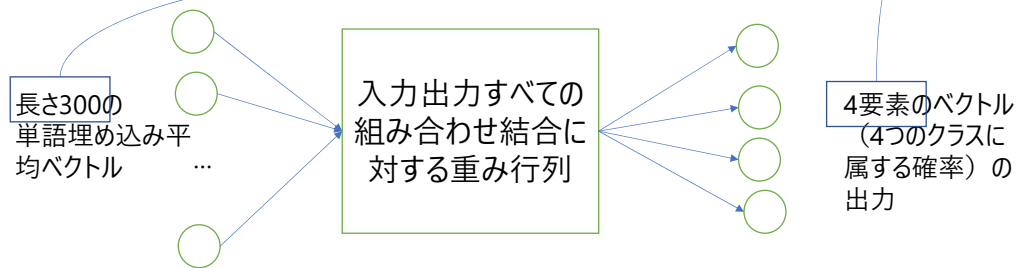 長さ300の
単語埋め込み平
均ベクトル
…
入力出力すべての
組み合わせ結合に
対する重み行列
4要素のベクトル
（4つのクラスに
属する確率）の
出力